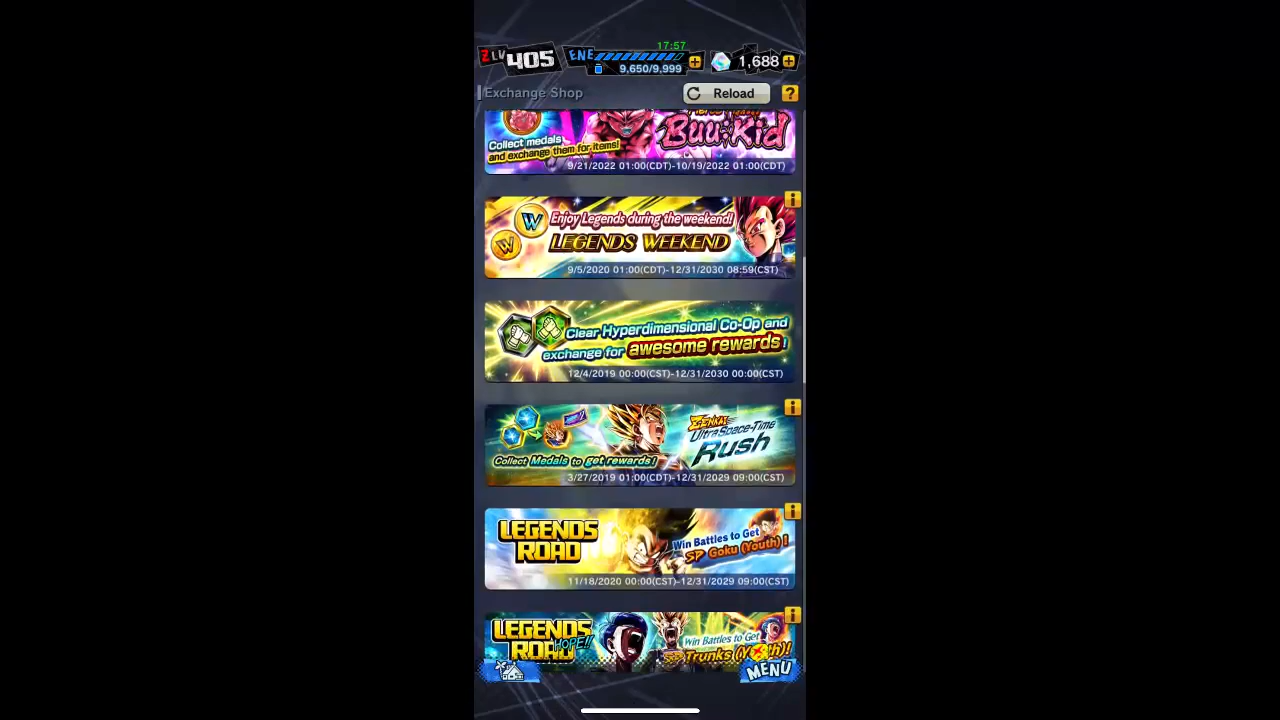 17:57
Z LV 405
ENE
9,650/9,999
1,688
Exchange Shop
Reload
?
Buu:Kid
Collect medals
and exchange them for items!
9/21/2022 01:00(CDT)-10/19/2022 01:00(CDT)
i
W
W
Enjoy Legends during the weekend!
LEGENDS WEEKEND
9/5/2020 01:00(CDT)-12/31/2030 08:59(CST)
Clear Hyperdimensional Co-Op and
exchange for awesome rewards!
12/4/2019 00:00(CST)-12/31/2030 00:00(CST)
i
ZENKAI
Ultra Space-Time
Rush
Collect Medals to get rewards!
3/27/2019 01:00(CDT)-12/31/2029 09:00(CST)
i
LEGENDS
ROAD
Win Battles to Get
SP Goku (Youth)!
11/18/2020 00:00(CST)-12/31/2029 09:00(CST)
i
LEGENDS
ROAD HOPE!!
Win Battles to Get
SP Trunks (Youth)!
MENU